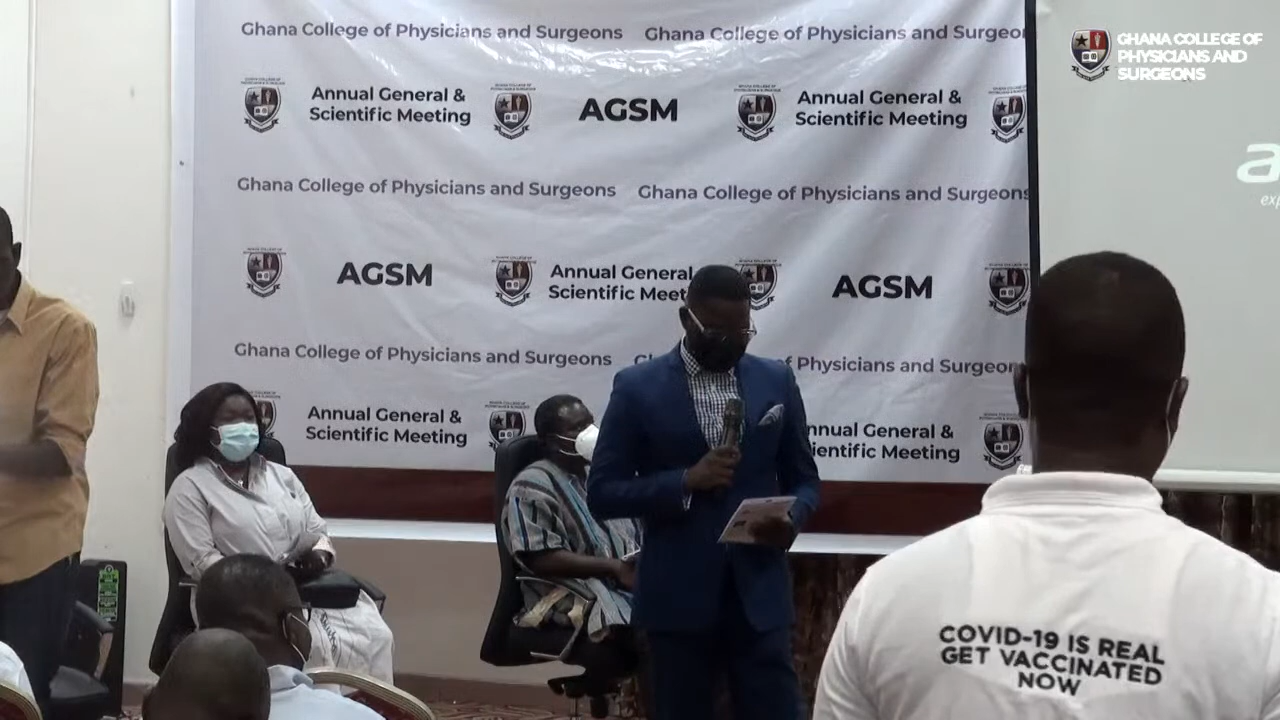 Ghana College of Physicians and Surgeons Ghana College of Physicians and Surgeo
GHANA COLLEGE OF
PHYSICIANS AND
SURGEONS
Annual General &
Scientific Meeting
AGSM
Annual General &
Scientific Meeting
Ghana College of Physicians and Surgeons Ghana College of Physicians and Surgeons
AGSM
Annual General
Scientific Meet
AGSM
Ghana College of Physicians and Surgeons
f Physicians and Surgeon
Annual General &
Scientific Meeting
nnual General &
ientific Meeting
COVID-19 IS REAL
GET VACCINATED
NOW